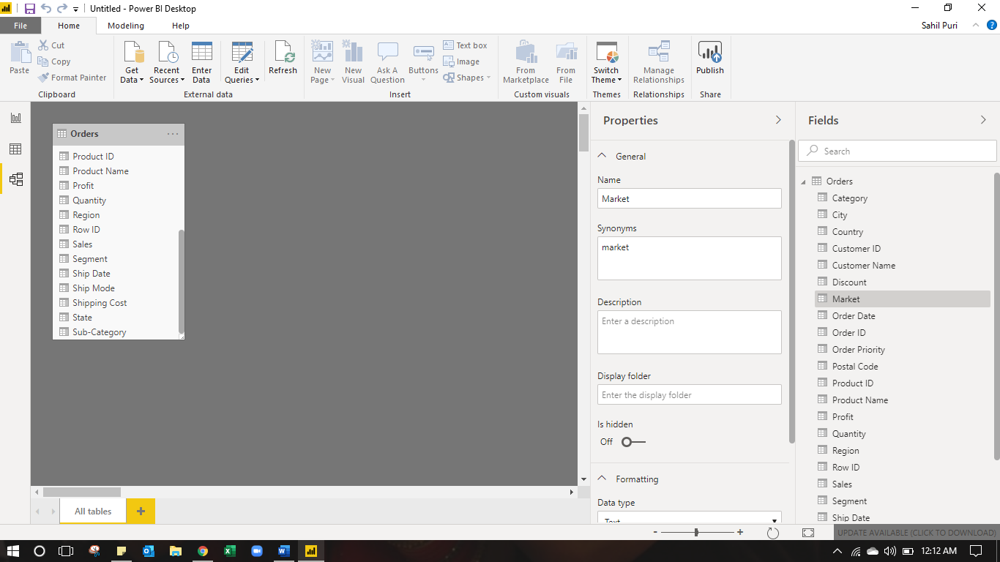 Untitled - Power BI Desktop
File Home Modeling Help Sahil Puri
Paste Cut Copy Format Painter
Clipboard
Get Data Recent Sources Enter Data Edit Queries Refresh
External data
New Page New Visual Ask A Question Buttons Text box Image Shapes
Insert
From Marketplace From File
Custom visuals
Switch Theme
Themes
Manage Relationships
Relationships
Publish
Share
Orders ...
Product ID
Product Name
Profit
Quantity
Region
Row ID
Sales
Segment
Ship Date
Ship Mode
Shipping Cost
State
Sub-Category
All tables +
Properties
General
Name
Market
Synonyms
market
Description
Enter a description
Display folder
Enter the display folder
Is hidden
Off
Formatting
Data type
Text
Fields
Search
Orders
Category
City
Country
Customer ID
Customer Name
Discount
Market
Order Date
Order ID
Order Priority
Postal Code
Product ID
Product Name
Profit
Quantity
Region
Row ID
Sales
Segment
Ship Date
- +
UPDATE AVAILABLE (CLICK TO DOWNLOAD)
12:12 AM